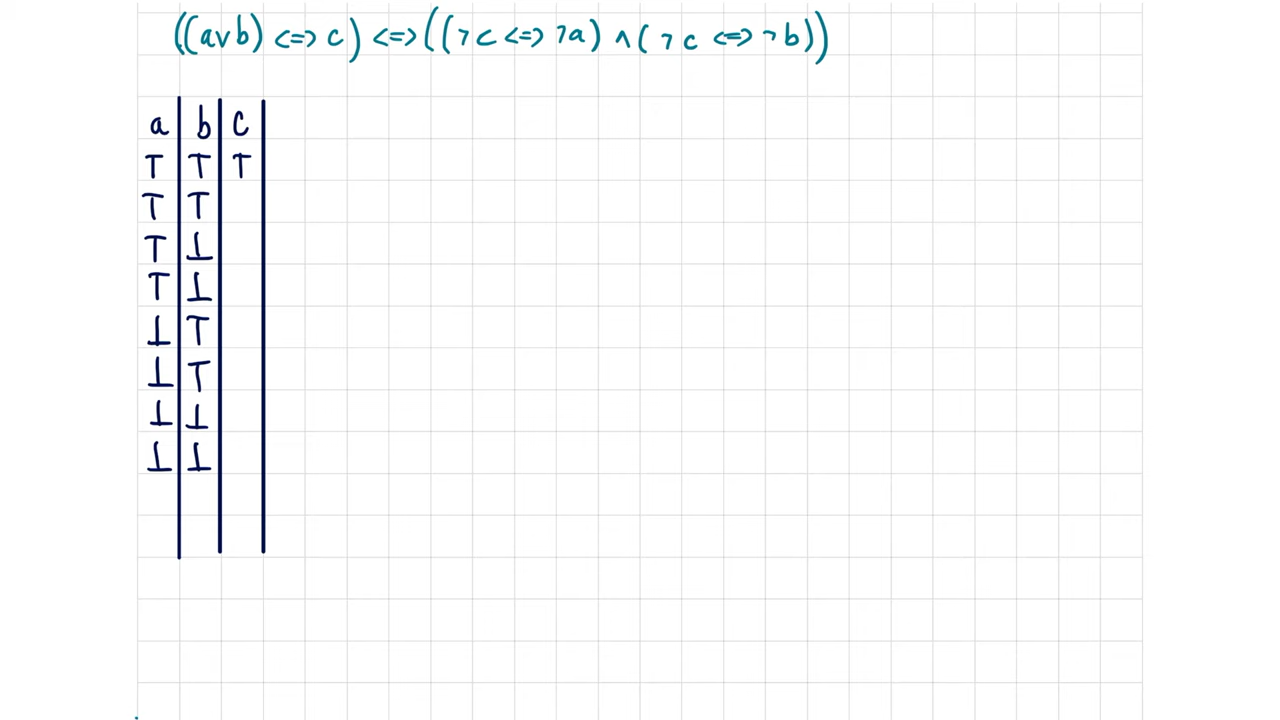 ((a∨b) <=> c) <=> ((¬c <=> ¬a) ∧ (¬c <=> ¬b))
a b c
T T T
T T
T ⊥
T ⊥
⊥ T
⊥ T
⊥ ⊥
⊥ ⊥